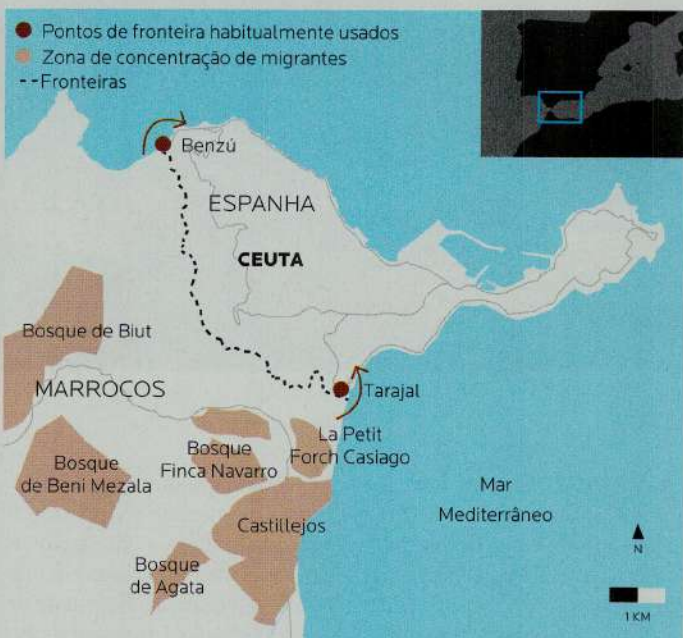 Pontos de fronteira habitualmente usados
Zona de concentração de migrantes
Fronteiras
Benzú
ESPANHA
CEUTA
Bosque de Biut
MARROCOS
Tarajal
La Petit
Forch Casiago
Bosque
Finca Navarro
Bosque
de Beni Mezala
Mar
Mediterrâneo
Castillejos
Bosque
de Agata
N
1 KM